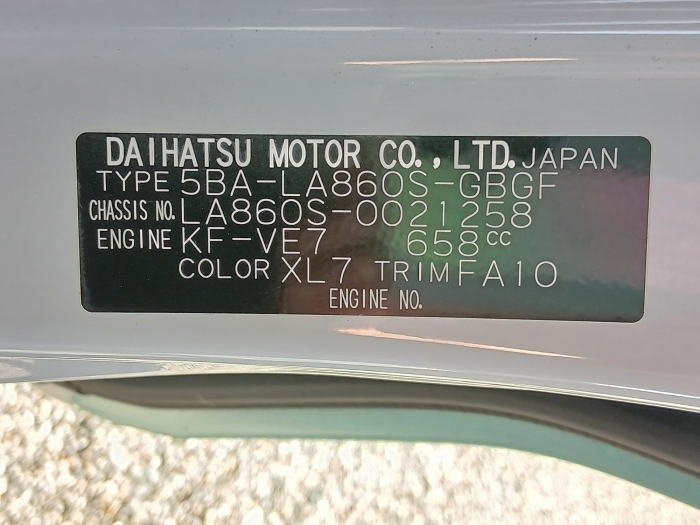 DAIHATSU MOTOR CO., LTD. JAPAN
TYPE 5BA-LA860S-GBGF
CHASSIS NO. LA860S-0021258
ENGINE KF-VE7 658cc
COLOR XL7 TRIM FA10
ENGINE NO.